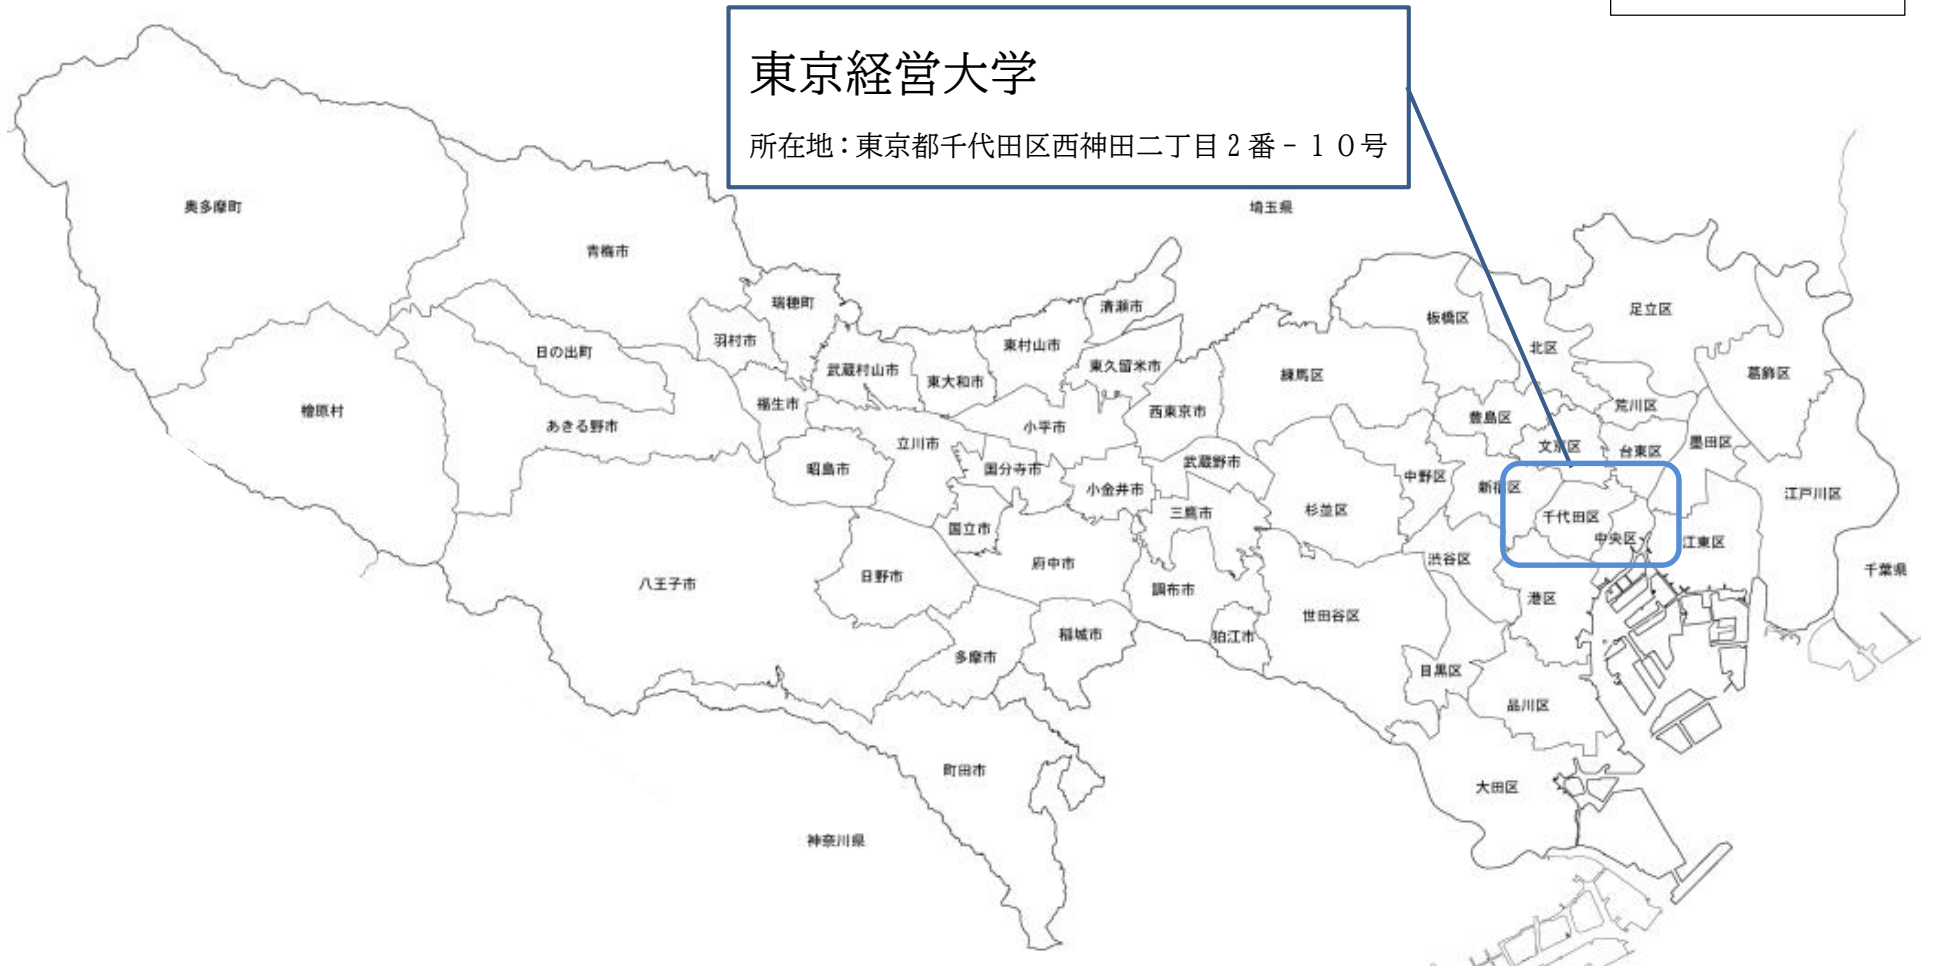 東京経営大学
所在地：東京都千代田区西神田二丁目2番－１０号
埼玉県
奥多摩町
青梅市
瑞穂町
清瀬市
足立区
板橋区
羽村市
東村山市
北区
日の出町
武蔵村山市
東大和市
東久留米市
練馬区
葛飾区
檜原村
あきる野市
福生市
西東京市
豊島区
荒川区
立川市
小平市
文京区
台東区
墨田区
昭島市
国分寺市
小金井市
武蔵野市
中野区
新宿区
江戸川区
国立市
三鷹市
杉並区
千代田区
中央区
江東区
八王子市
日野市
府中市
調布市
渋谷区
千葉県
世田谷区
港区
多摩市
稲城市
狛江市
目黒区
品川区
町田市
大田区
神奈川県